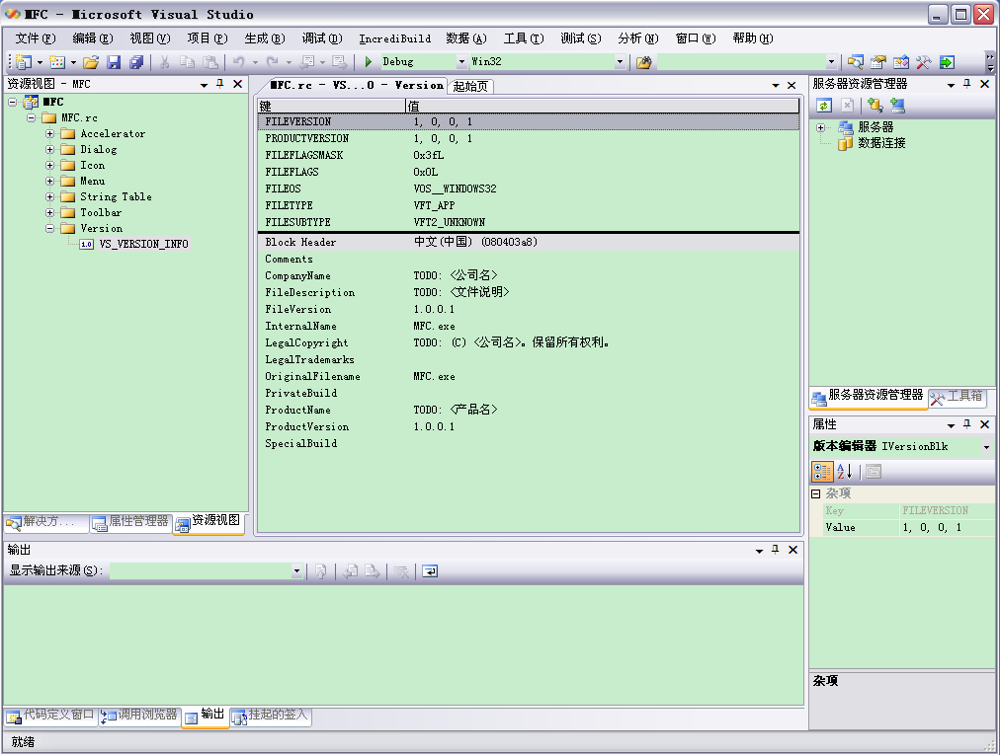 MFC - Microsoft Visual Studio
文件(F) 编辑(E) 视图(V) 项目(P) 生成(B) 调试(D) IncrediBuild 数据(A) 工具(T) 测试(S) 分析(N) 窗口(W) 帮助(H)
Debug Win32
资源视图 - MFC
MFC
MFC.rc
Accelerator
Dialog
Icon
Menu
String Table
Toolbar
Version
1.0 VS_VERSION_INFO
解决方... 属性管理器 资源视图
MFC.rc - VS...O - Version 起始页
键 值
FILEVERSION 1, 0, 0, 1
PRODUCTVERSION 1, 0, 0, 1
FILEFLAGSMASK 0x3fL
FILEFLAGS 0x0L
FILEOS VOS__WINDOWS32
FILETYPE VFT_APP
FILESUBTYPE VFT2_UNKNOWN
Block Header 中文(中国) (080403a8)
Comments
CompanyName TODO: <公司名>
FileDescription TODO: <文件说明>
FileVersion 1.0.0.1
InternalName MFC.exe
LegalCopyright TODO: (C) <公司名>。保留所有权利。
LegalTrademarks
OriginalFilename MFC.exe
PrivateBuild
ProductName TODO: <产品名>
ProductVersion 1.0.0.1
SpecialBuild
服务器资源管理器
服务器
数据连接
服务器资源管理器 工具箱
属性
版本编辑器 IVersionBlk
杂项
Key FILEVERSION
Value 1, 0, 0, 1
杂项
输出
显示输出来源(S):
代码定义窗口 调用浏览器 输出 挂起的签入
就绪